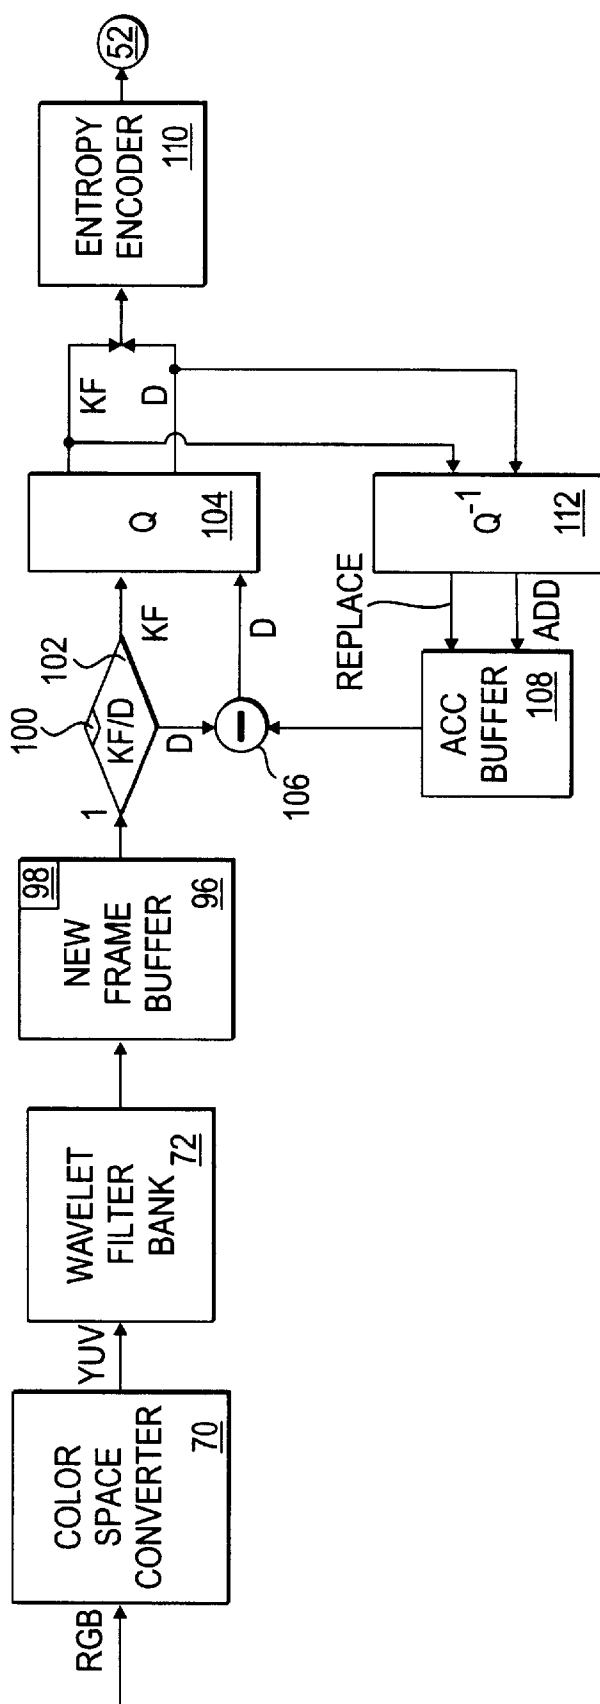 RGB
COLOR
SPACE
CONVERTER
70
YUV
WAVELET
FILTER
BANK
72
98
NEW
FRAME
BUFFER
96
1
100
KF/D
102
KF
D
106
D
Q
104
KF
D
ENTROPY
ENCODER
110
52
ACC
BUFFER
108
REPLACE
ADD
Q-1
112